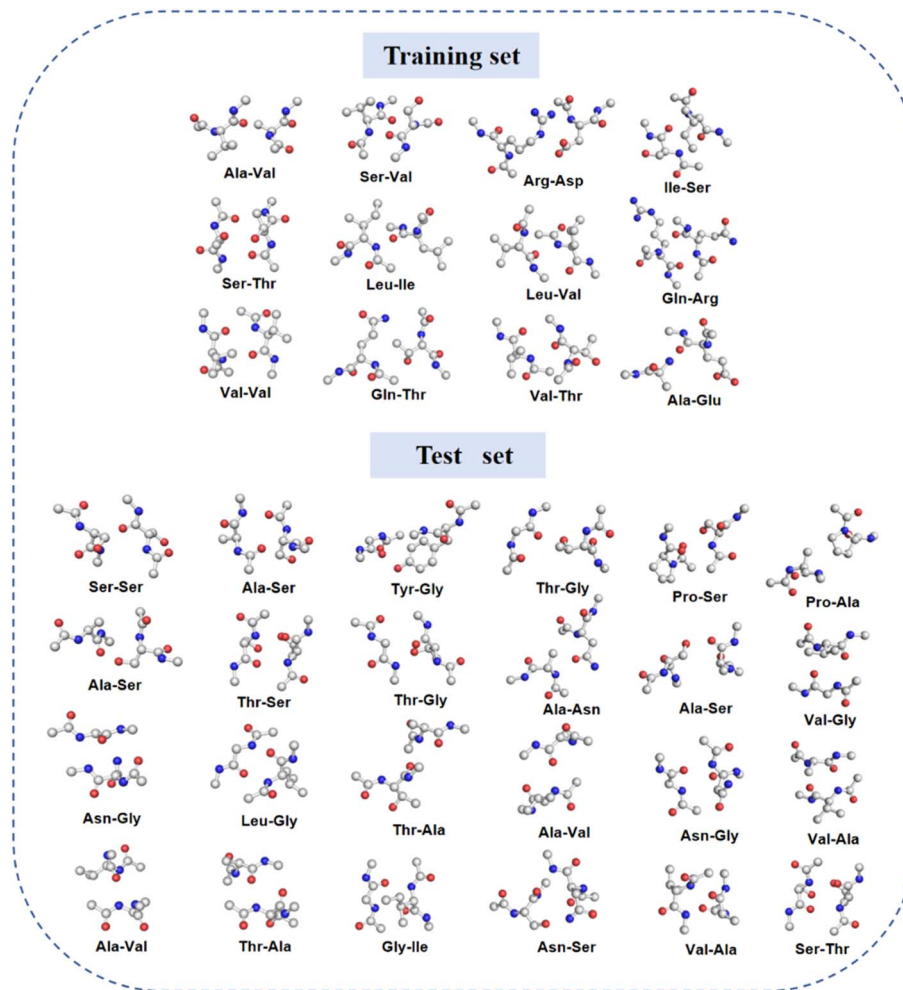 Training set
Ala-Val
Ser-Val
Arg-Asp
Ile-Ser
Ser-Thr
Leu-Ile
Leu-Val
Gln-Arg
Val-Val
Gln-Thr
Val-Thr
Ala-Glu
Test set
Ser-Ser
Ala-Ser
Tyr-Gly
Thr-Gly
Pro-Ser
Pro-Ala
Ala-Ser
Thr-Ser
Thr-Gly
Ala-Asn
Ala-Ser
Val-Gly
Asn-Gly
Leu-Gly
Thr-Ala
Ala-Val
Asn-Gly
Val-Ala
Ala-Val
Thr-Ala
Gly-Ile
Asn-Ser
Val-Ala
Ser-Thr